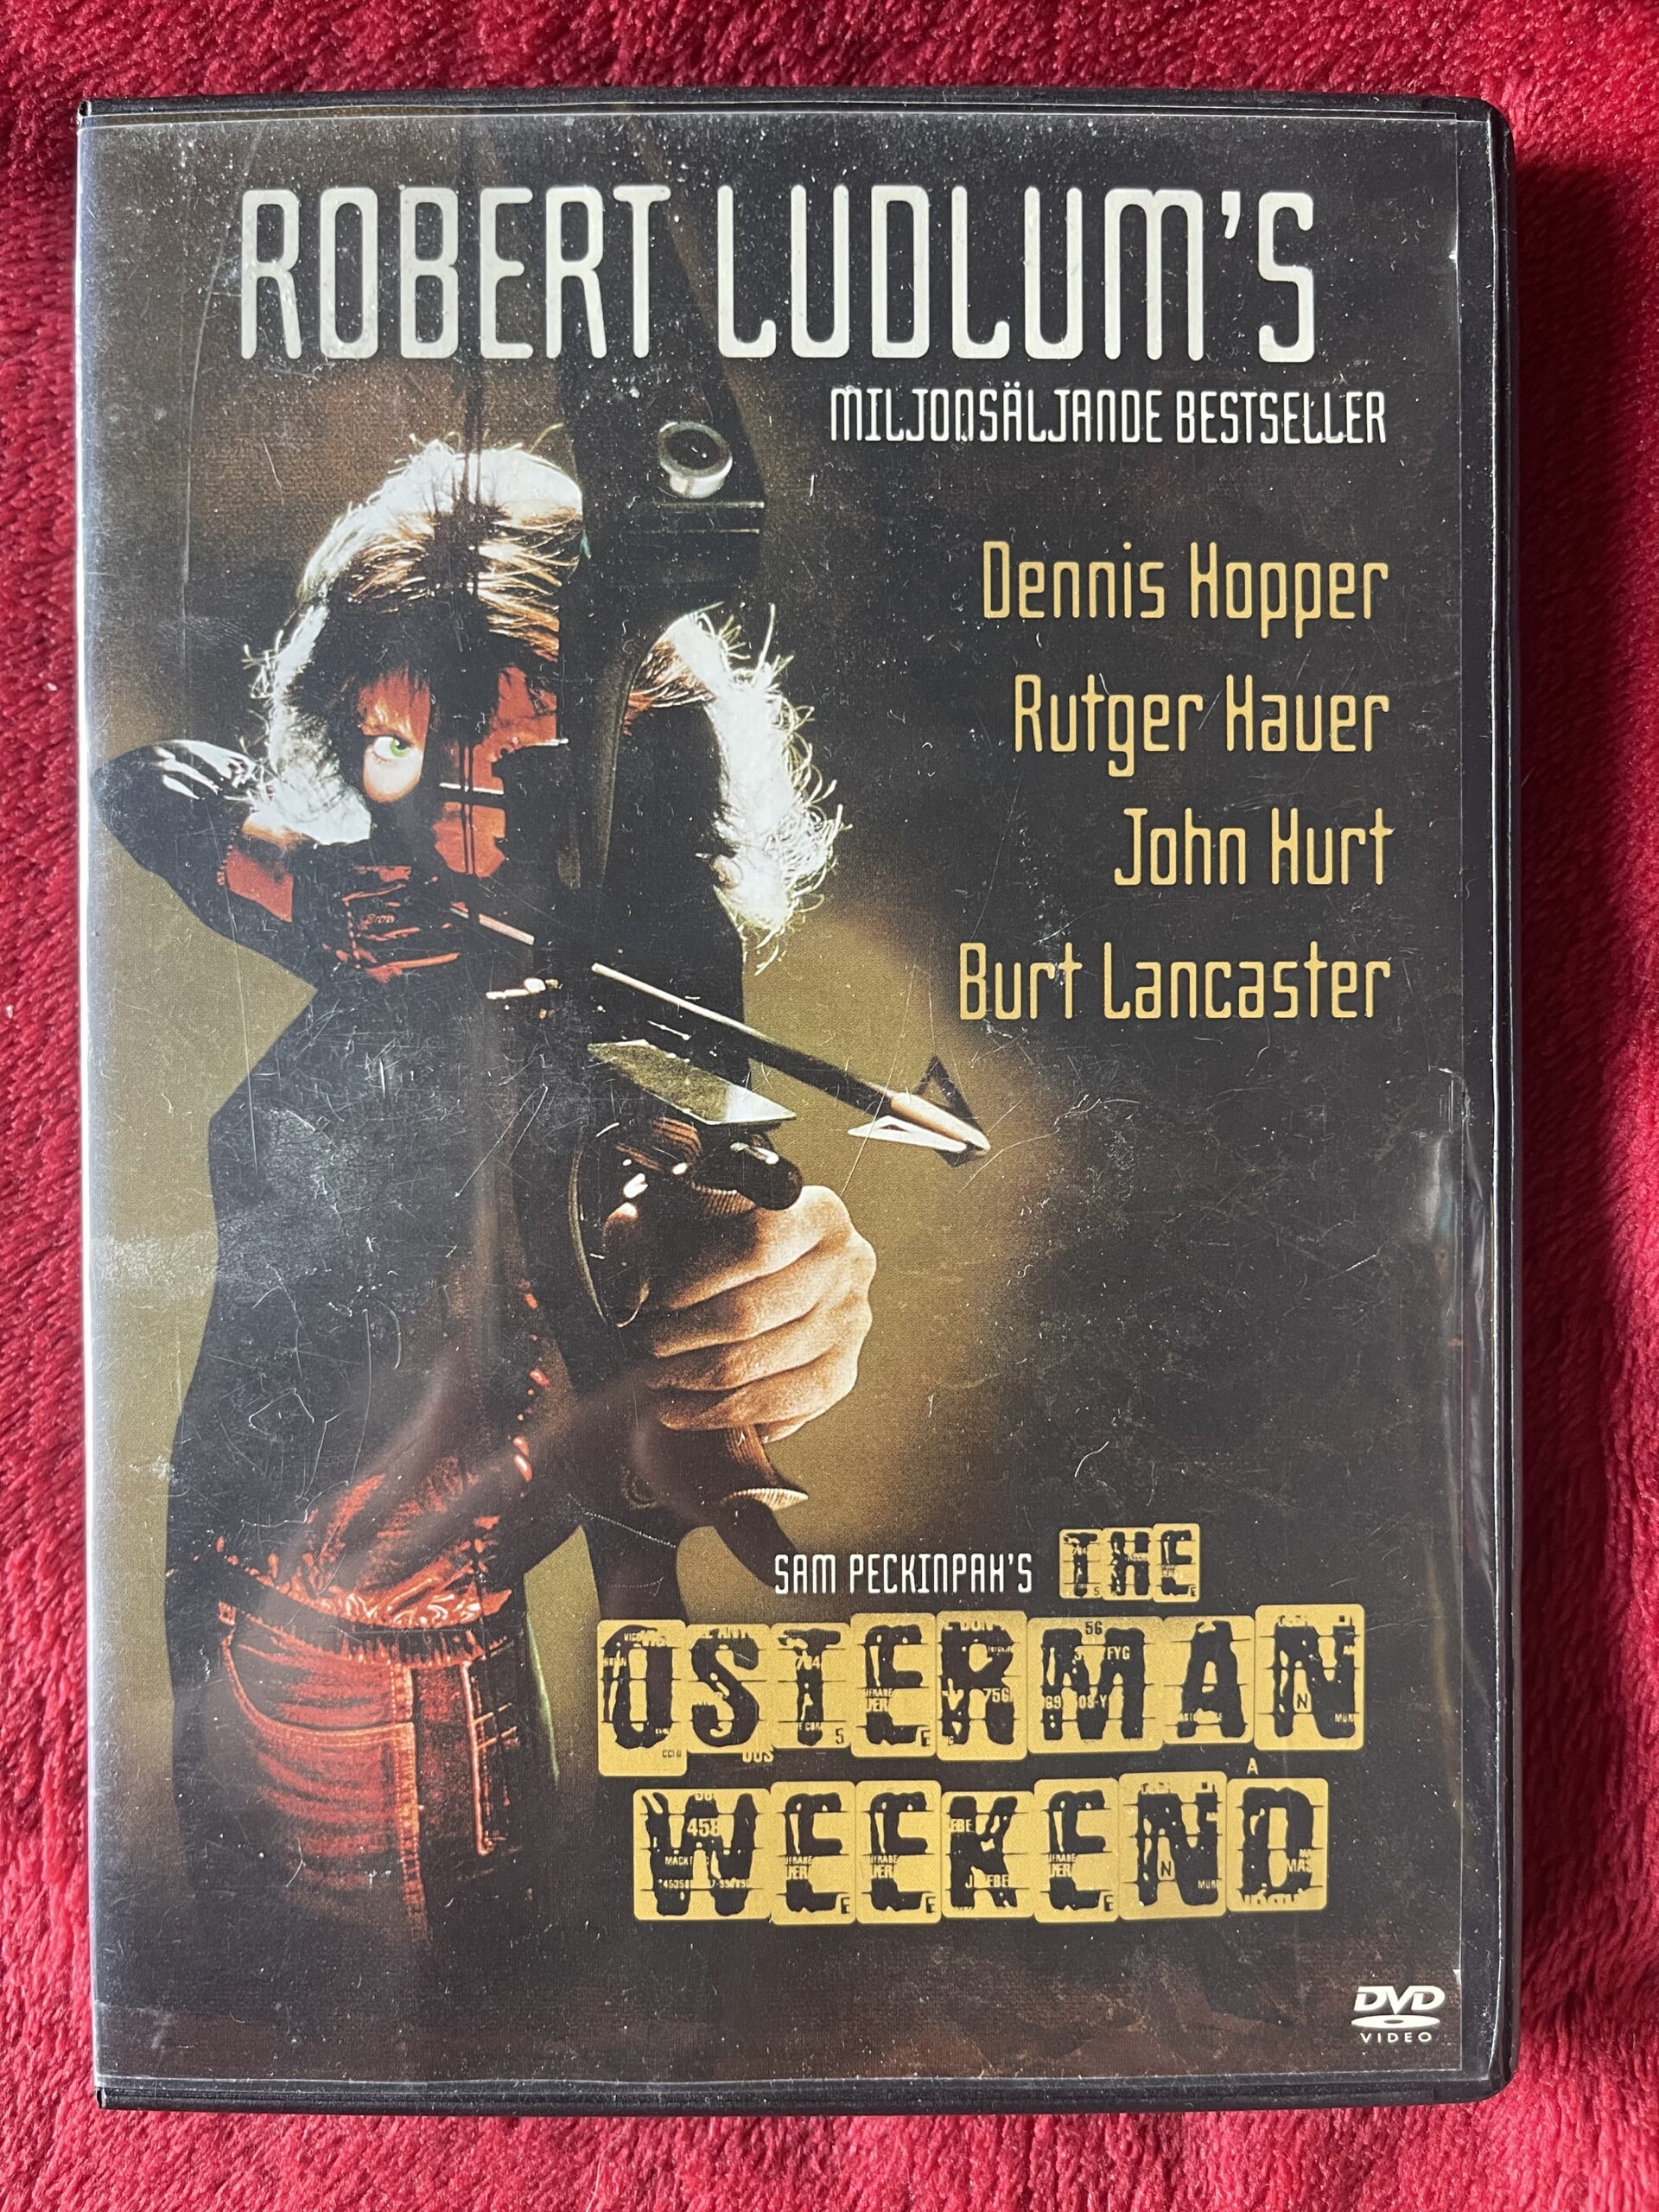 ROBERT LUDLUM'S
MILJONSÄLJANDE BESTSELLER
Dennis Hopper
Rutger Hauer
John Hurt
Burt Lancaster
SAM PECKINPAH'S THE
OSTERMAN
WEEKEND
DVD
VIDEO